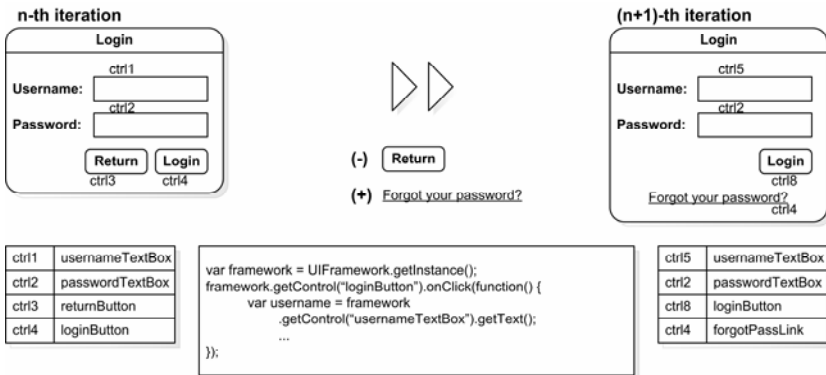 n-th iteration
Login
ctrl1
Username:
ctrl2
Password:
Return Login
ctrl3 ctrl4
(-) Return
(+) Forgot your password?
(n+1)-th iteration
Login
ctrl5
Username:
ctrl2
Password:
Login
ctrl8
Forgot your password?
ctrl4
ctrl1 usernameTextBox
ctrl2 passwordTextBox
ctrl3 returnButton
ctrl4 loginButton
var framework = UIFramework.getInstance();
framework.getControl(“loginButton”).onClick(function() {
var username = framework
.getControl(“usernameTextBox”).getText();
...
});
ctrl5 usernameTextBox
ctrl2 passwordTextBox
ctrl8 loginButton
ctrl4 forgotPassLink